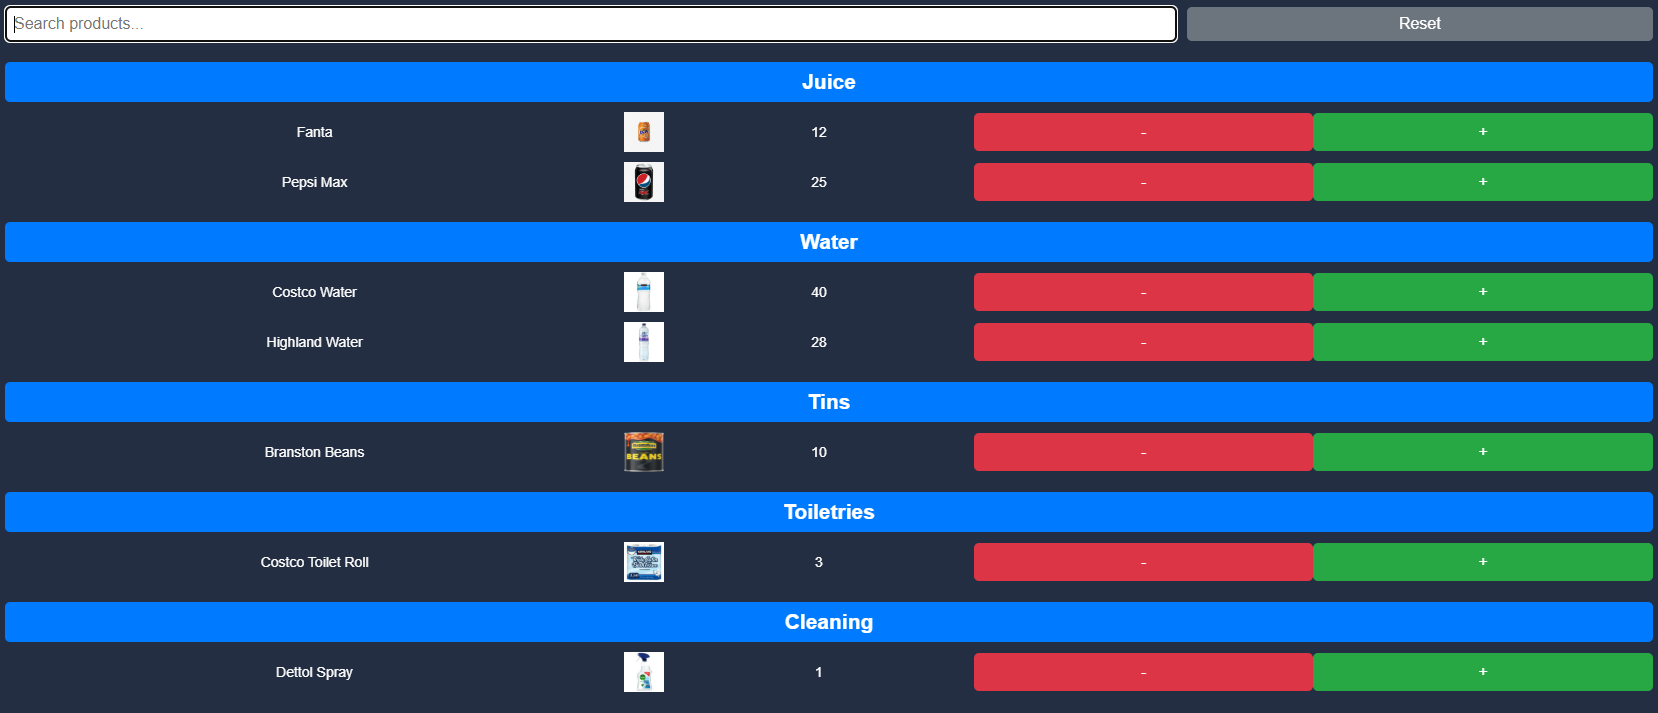 Search products...
Reset
Juice
Fanta 12 - +
Pepsi Max 25 - +
Water
Costco Water 40 - +
Highland Water 28 - +
Tins
Branston Beans BEANS 10 - +
Toiletries
Costco Toilet Roll 3 - +
Cleaning
Dettol Spray 1 - +